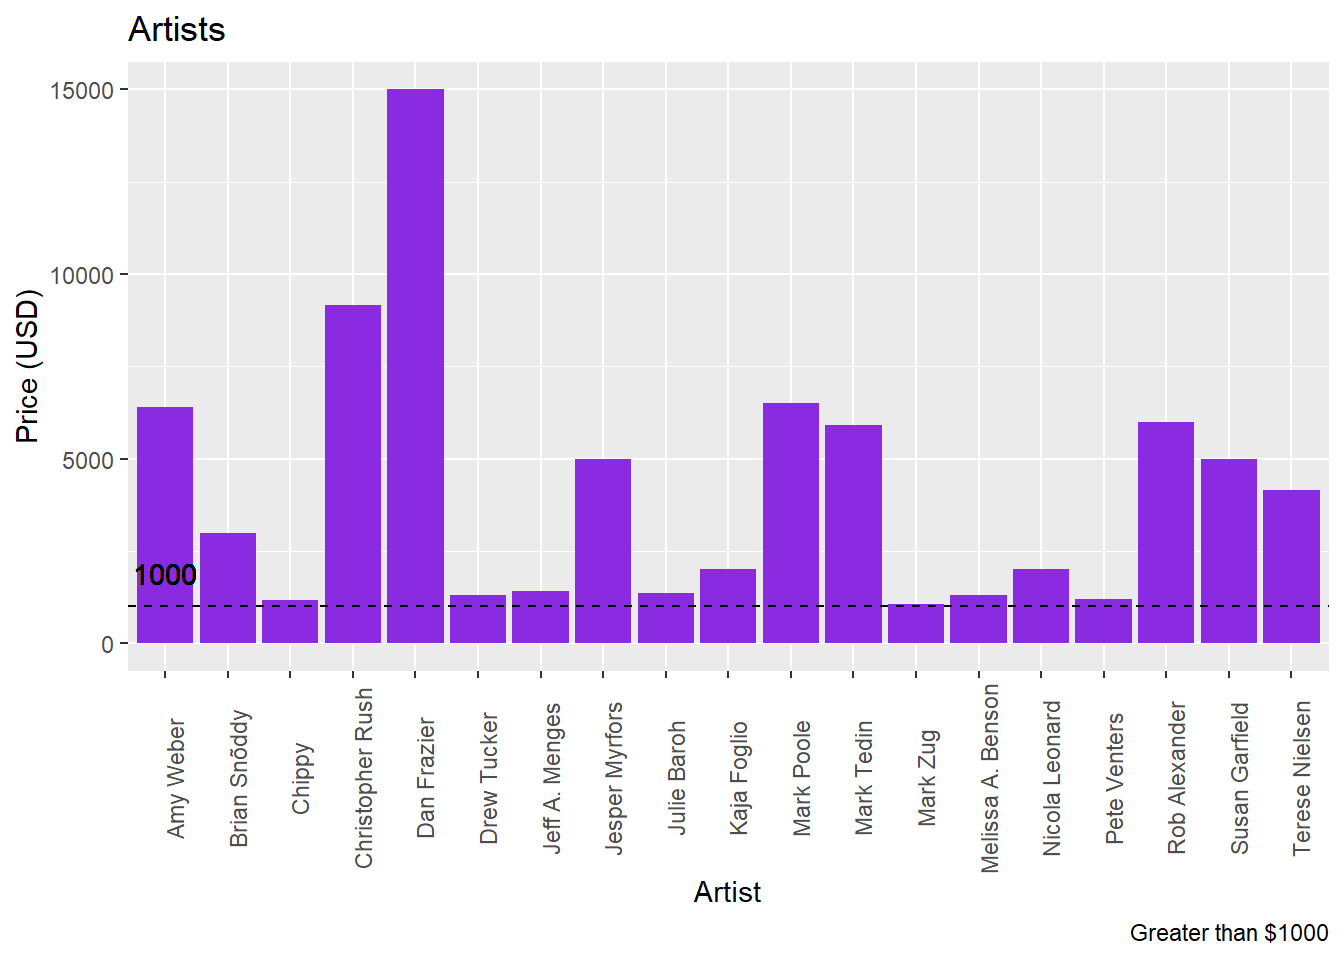 Artists
Price (USD)
15000
10000
5000
0
1000
Amy Weber
Brian Snõddy
Chippy
Christopher Rush
Dan Frazier
Drew Tucker
Jeff A. Menges
Jesper Myrfors
Julie Baroh
Kaja Foglio
Mark Poole
Mark Tedin
Mark Zug
Melissa A. Benson
Nicola Leonard
Pete Venters
Rob Alexander
Susan Garfield
Terese Nielsen
Artist
Greater than $1000